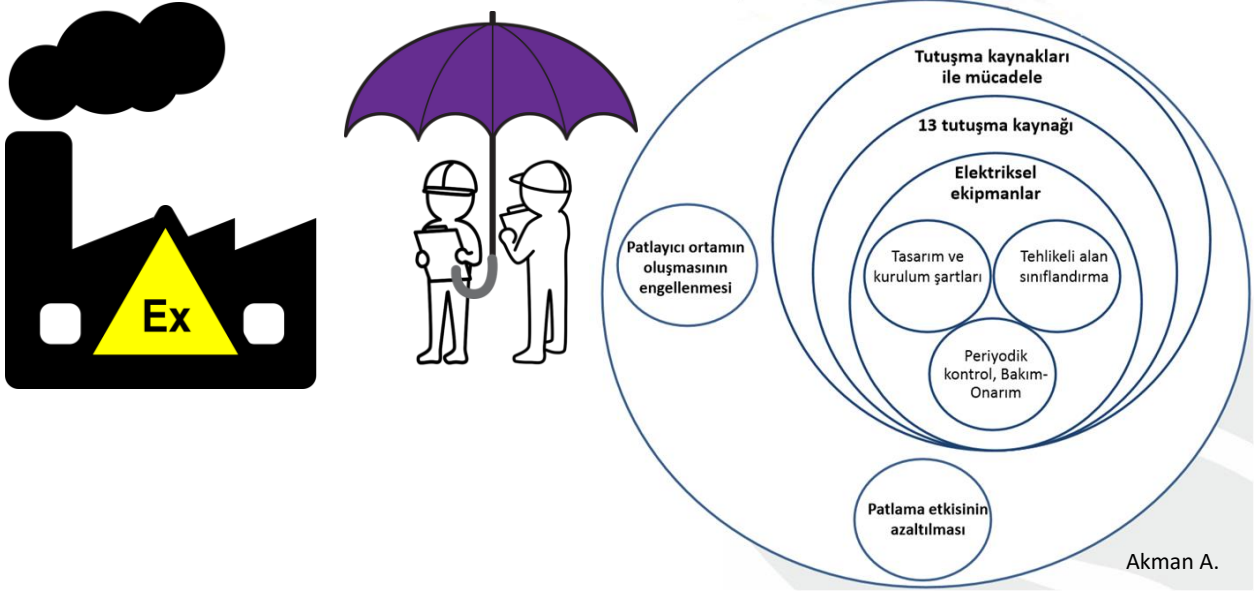 Ex
Tutuşma kaynakları
ile mücadele
13 tutuşma kaynağı
Elektriksel
ekipmanlar
Tasarım ve
kurulum şartları
Tehlikeli alan
sınıflandırma
Periyodik
kontrol, Bakım-
Onarım
Patlayıcı ortamın
oluşmasının
engellenmesi
Patlama etkisinin
azaltılması
Akman A.